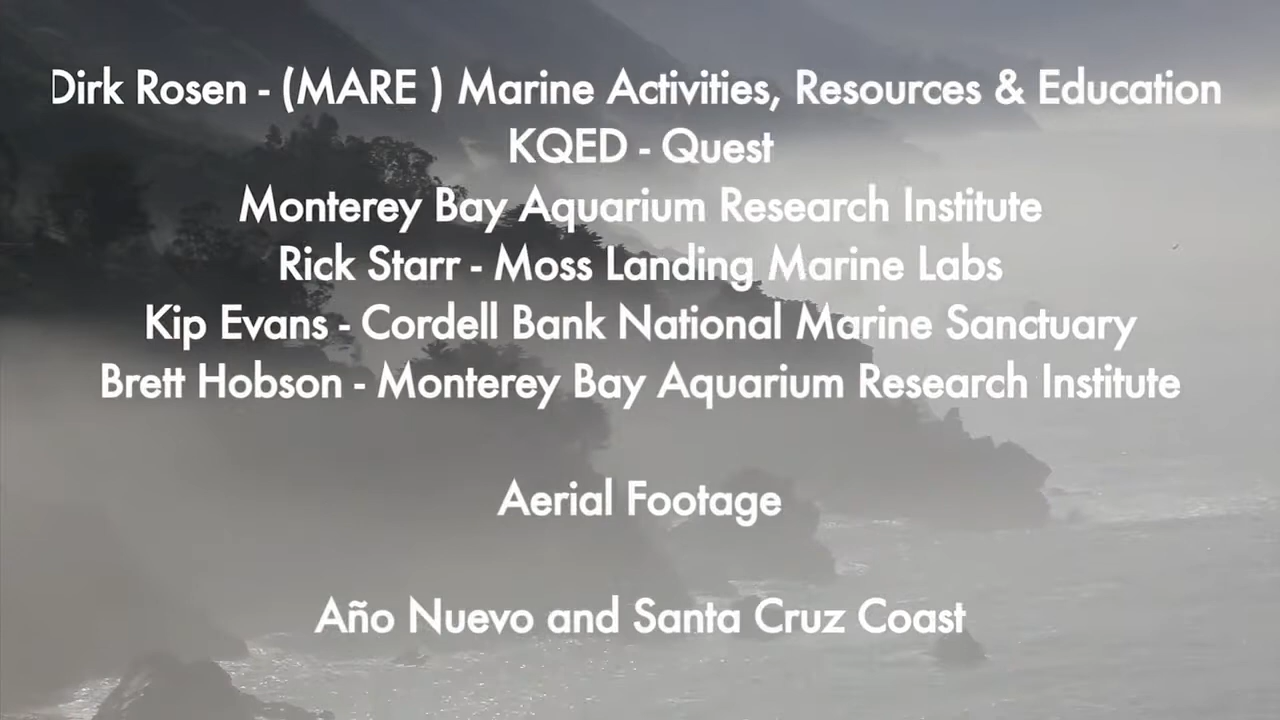 Dirk Rosen - (MARE ) Marine Activities, Resources & Education
KQED - Quest
Monterey Bay Aquarium Research Institute
Rick Starr - Moss Landing Marine Labs
Kip Evans - Cordell Bank National Marine Sanctuary
Brett Hobson - Monterey Bay Aquarium Research Institute
Aerial Footage
Año Nuevo and Santa Cruz Coast